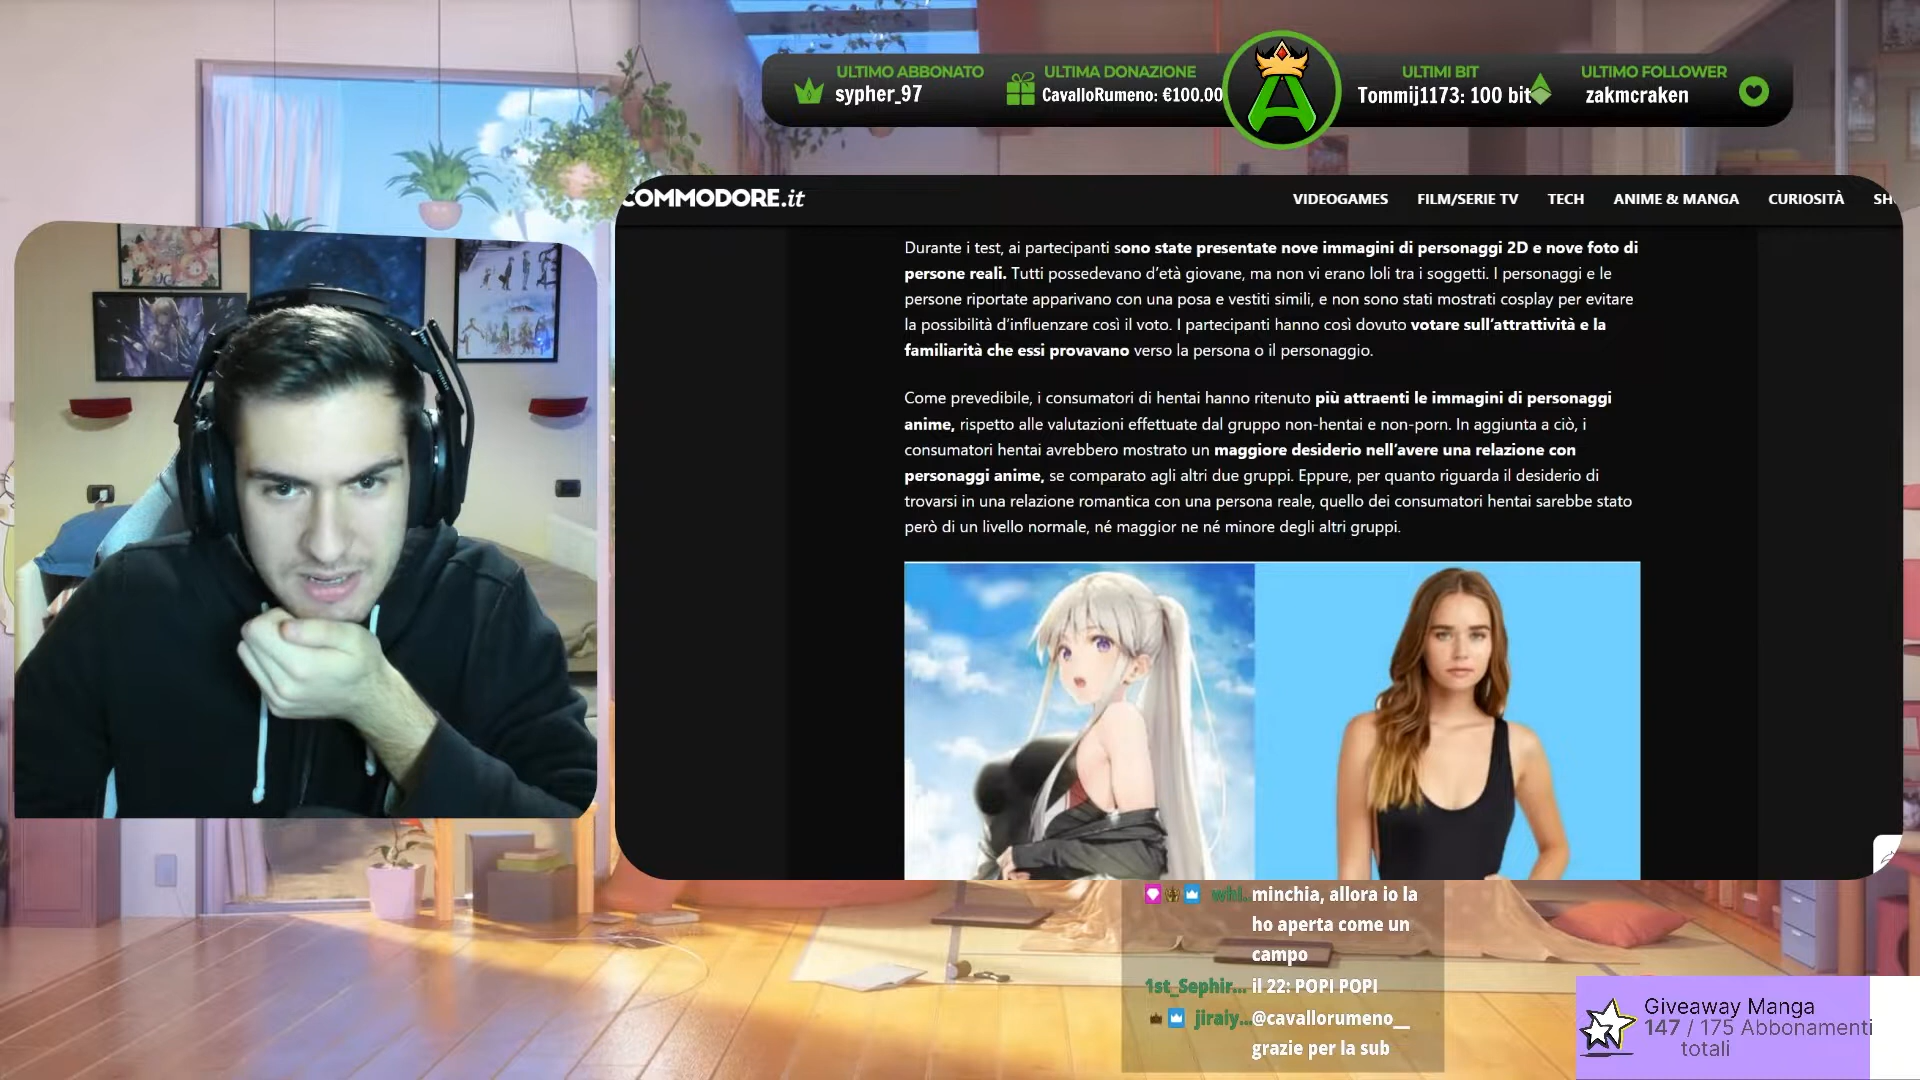 ULTIMO ABBONATO
sypher_97
ULTIMA DONAZIONE
CavalloRumeno: €100.00
ULTIMI BIT
Tommij1173: 100 bit
ULTIMO FOLLOWER
zakmcraken
COMMODORE.it
VIDEOGAMES FILM/SERIE TV TECH ANIME & MANGA CURIOSITÀ SH
Durante i test, ai partecipanti sono state presentate nove immagini di personaggi 2D e nove foto di
persone reali. Tutti possedevano d’età giovane, ma non vi erano loli tra i soggetti. I personaggi e le
persone riportate apparivano con una posa e vestiti simili, e non sono stati mostrati cosplay per evitare
la possibilità d’influenzare così il voto. I partecipanti hanno così dovuto votare sull’attrattività e la
familiarità che essi provavano verso la persona o il personaggio.
Come prevedibile, i consumatori di hentai hanno ritenuto più attraenti le immagini di personaggi
anime, rispetto alle valutazioni effettuate dal gruppo non-hentai e non-porn. In aggiunta a ciò, i
consumatori hentai avrebbero mostrato un maggiore desiderio nell’avere una relazione con
personaggi anime, se comparato agli altri due gruppi. Eppure, per quanto riguarda il desiderio di
trovarsi in una relazione romantica con una persona reale, quello dei consumatori hentai sarebbe stato
però di un livello normale, né maggior ne né minore degli altri gruppi.
whl. minchia, allora io la
ho aperta come un
campo
1st_Sephir... il 22: POPI POPI
jiraiy... @cavallorumeno__
grazie per la sub
Giveaway Manga
147 / 175 Abbonamenti
totali